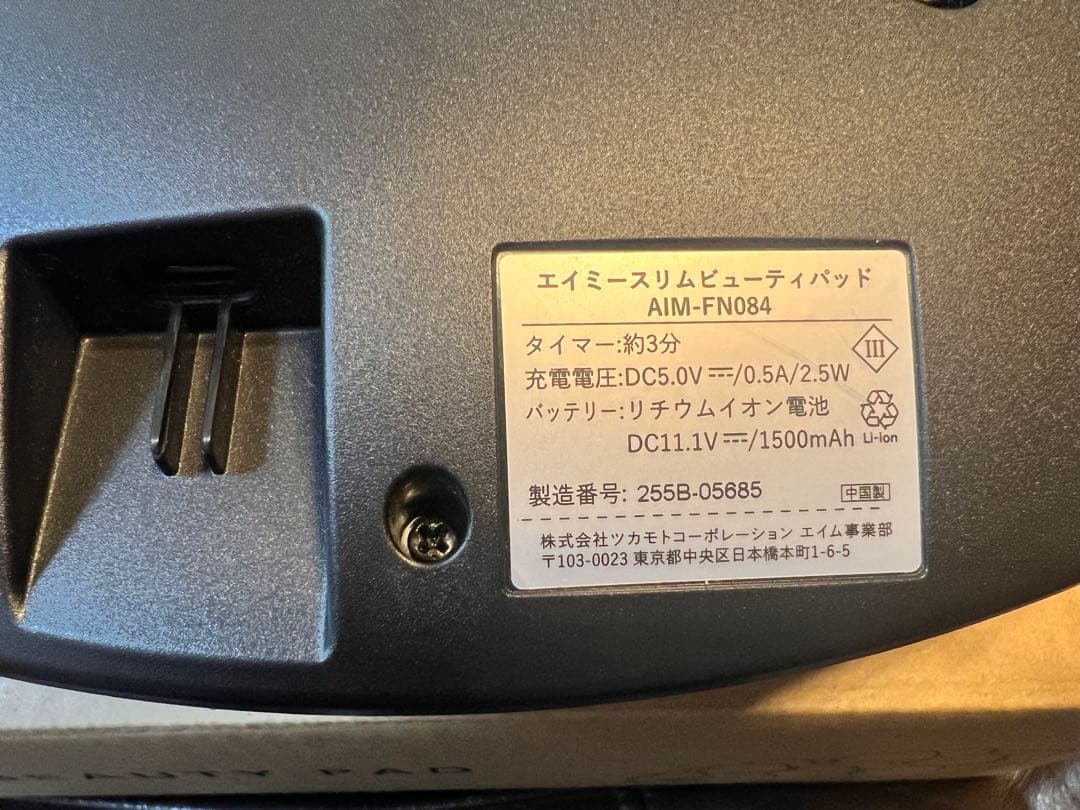 エイミースリムビューティパッド
AIM-FN084
タイマー:約3分
III
充電電圧:DC5.0V ⎓/0.5A/2.5W
バッテリー:リチウムイオン電池
DC11.1V ⎓/1500mAh
Li-ion
製造番号: 255B-05685
中国製
株式会社ツカモトコーポレーション エイム事業部
〒103-0023 東京都中央区日本橋本町1-6-5
BEAUTY PAD